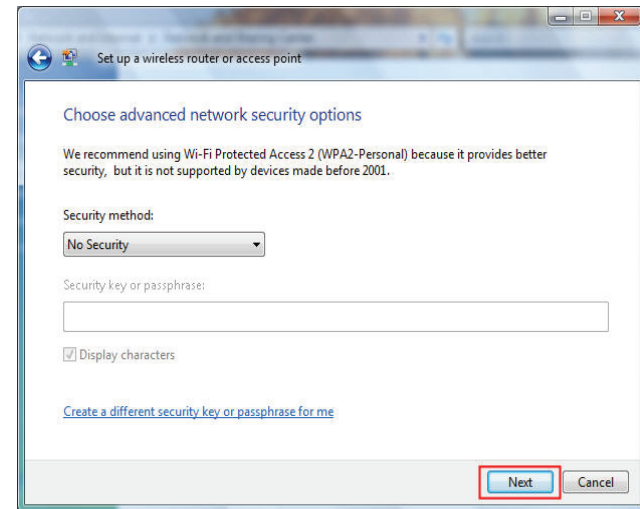 Set up a wireless router or access point
Choose advanced network security options
We recommend using Wi-Fi Protected Access 2 (WPA2-Personal) because it provides better
security, but it is not supported by devices made before 2001.
Security method:
No Security
Security key or passphrase:
Display characters
Create a different security key or passphrase for me
Next
Cancel